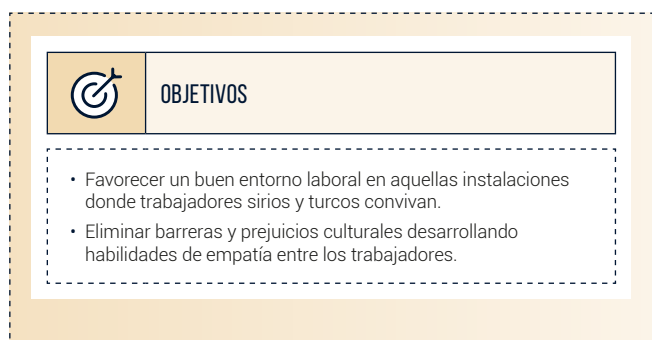 OBJETIVOS
• Favorecer un buen entorno laboral en aquellas instalaciones
donde trabajadores sirios y turcos convivan.
• Eliminar barreras y prejuicios culturales desarrollando
habilidades de empatía entre los trabajadores.